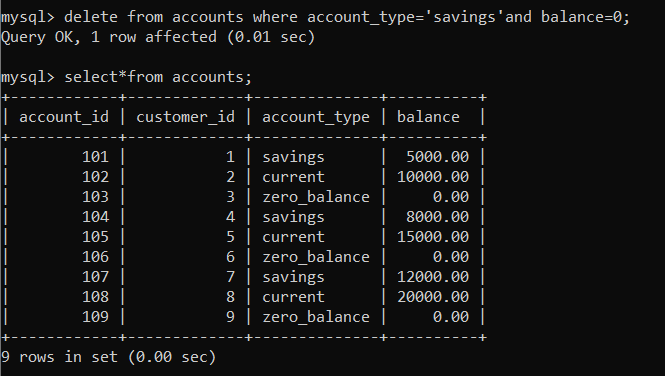 mysql> delete from accounts where account_type='savings'and balance=0;
Query OK, 1 row affected (0.01 sec)
mysql> select*from accounts;
+------------+-------------+--------------+----------+
| account_id | customer_id | account_type | balance  |
+------------+-------------+--------------+----------+
|        101 |           1 | savings      |  5000.00 |
|        102 |           2 | current      | 10000.00 |
|        103 |           3 | zero_balance |     0.00 |
|        104 |           4 | savings      |  8000.00 |
|        105 |           5 | current      | 15000.00 |
|        106 |           6 | zero_balance |     0.00 |
|        107 |           7 | savings      | 12000.00 |
|        108 |           8 | current      | 20000.00 |
|        109 |           9 | zero_balance |     0.00 |
+------------+-------------+--------------+----------+
9 rows in set (0.00 sec)